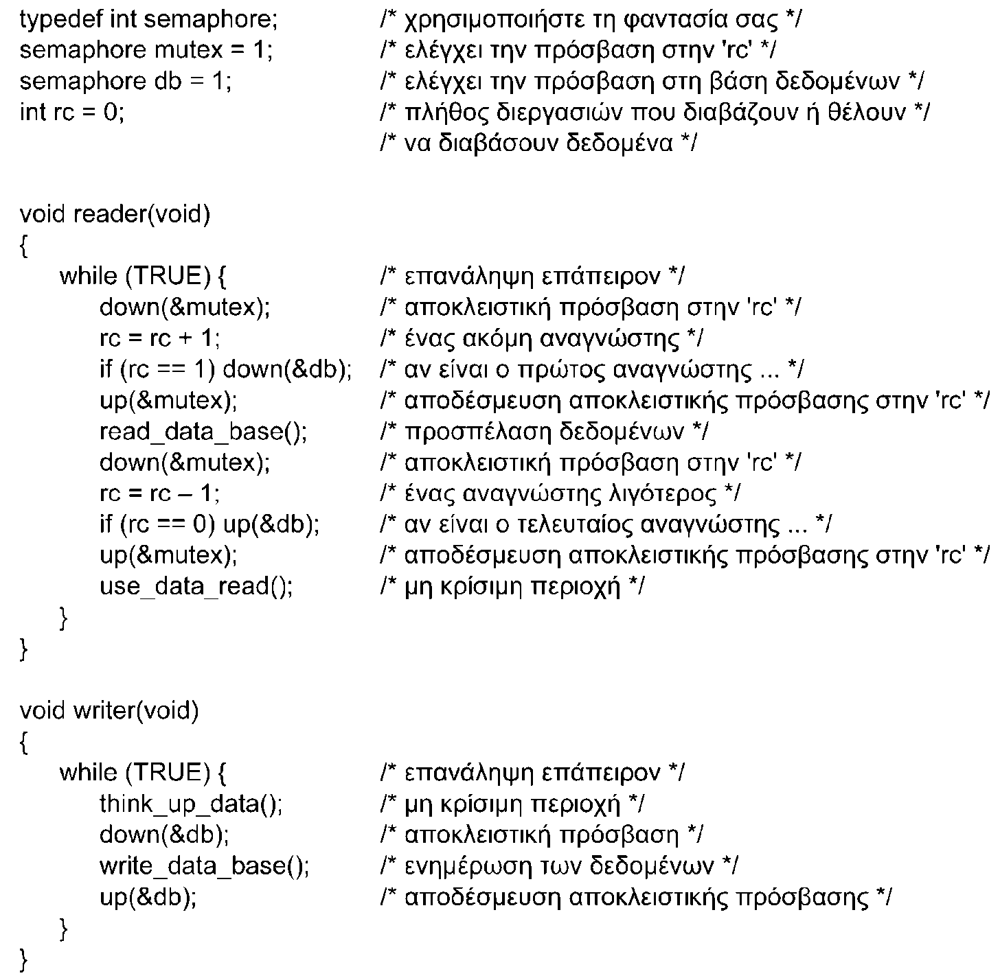 typedef int semaphore; /* χρησιμοποιήστε τη φαντασία σας */
semaphore mutex = 1; /* ελέγχει την πρόσβαση στην 'rc' */
semaphore db = 1; /* ελέγχει την πρόσβαση στη βάση δεδομένων */
int rc = 0; /* πλήθος διεργασιών που διαβάζουν ή θέλουν */
/* να διαβάσουν δεδομένα */
void reader(void)
{
while (TRUE) { /* επανάληψη επάπειρον */
down(&mutex); /* αποκλειστική πρόσβαση στην 'rc' */
rc = rc + 1; /* ένας ακόμη αναγνώστης */
if (rc == 1) down(&db); /* αν είναι ο πρώτος αναγνώστης ... */
up(&mutex); /* αποδέσμευση αποκλειστικής πρόσβασης στην 'rc' */
read_data_base(); /* προσπέλαση δεδομένων */
down(&mutex); /* αποκλειστική πρόσβαση στην 'rc' */
rc = rc – 1; /* ένας αναγνώστης λιγότερος */
if (rc == 0) up(&db); /* αν είναι ο τελευταίος αναγνώστης ... */
up(&mutex); /* αποδέσμευση αποκλειστικής πρόσβασης στην 'rc' */
use_data_read(); /* μη κρίσιμη περιοχή */
}
}
void writer(void)
{
while (TRUE) { /* επανάληψη επάπειρον */
think_up_data(); /* μη κρίσιμη περιοχή */
down(&db); /* αποκλειστική πρόσβαση */
write_data_base(); /* ενημέρωση των δεδομένων */
up(&db); /* αποδέσμευση αποκλειστικής πρόσβασης */
}
}